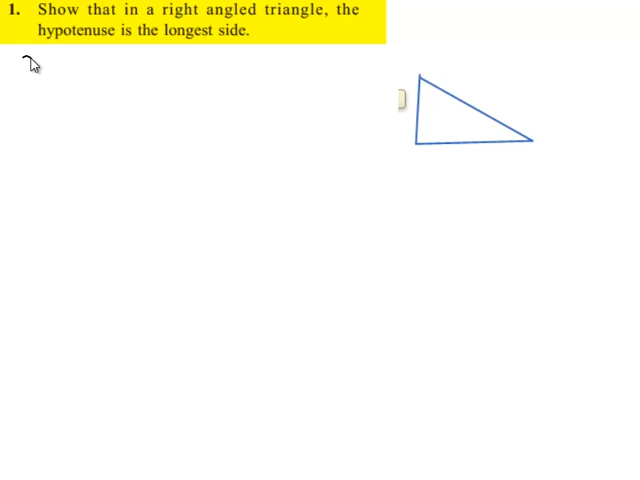 1. Show that in a right angled triangle, the
hypotenuse is the longest side.